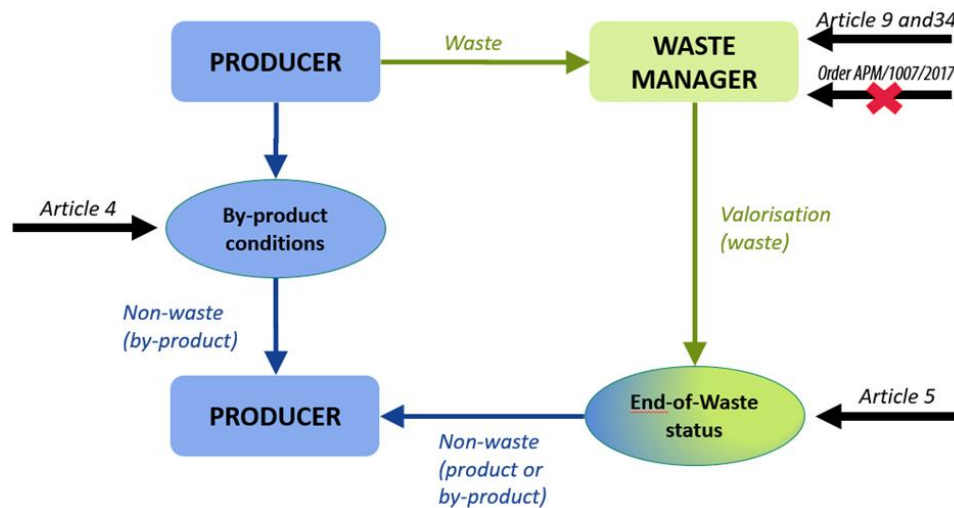 PRODUCER
Waste
WASTE
MANAGER
Article 9 and34
Order APM/1007/2017
Article 4
By-product
conditions
Valorisation
(waste)
Non-waste
(by-product)
PRODUCER
End-of-Waste
status
Article 5
Non-waste
(product or
by-product)